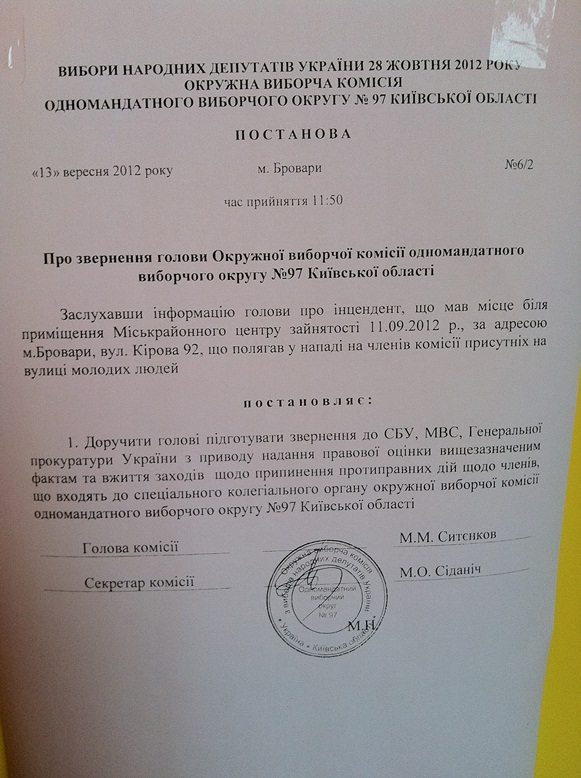 ВИБОРИ НАРОДНИХ ДЕПУТАТІВ УКРАЇНИ 28 ЖОВТНЯ 2012 РОКУ
ОКРУЖНА ВИБОРЧА КОМІСІЯ
ОДНОМАНДАТНОГО ВИБОРЧОГО ОКРУГУ № 97 КИЇВСЬКОЇ ОБЛАСТІ
П О С Т А Н О В А
«13» вересня 2012 року м. Бровари №6/2
час прийняття 11:50
Про звернення голови Окружної виборчої комісії одномандатного
виборчого округу №97 Київської області
Заслухавши інформацію голови про інцендент, що мав місце біля
приміщення Міськрайонного центру зайнятості 11.09.2012 р., за адресою
м.Бровари, вул. Кірова 92, що полягав у нападі на членів комісії присутніх на
вулиці молодих людей
п о с т а н о в л я є :
1. Доручити голові підготувати звернення до СБУ, МВС, Генеральної
прокуратури України з приводу надання правової оцінки вищезазначеним
фактам та вжиття заходів щодо припинення протиправних дій щодо членів,
що входять до спеціального колегіального органу окружної виборчої комісії
одномандатного виборчого округу №97 Київської області
Голова комісії М.М. Ситєнков
Секретар комісії М.О. Сіданіч
Окружна виборча комісія
з виборів народних депутатів України
Одномандатний
виборчий
округ
№ 97
* Україна * Київська область
М.П.